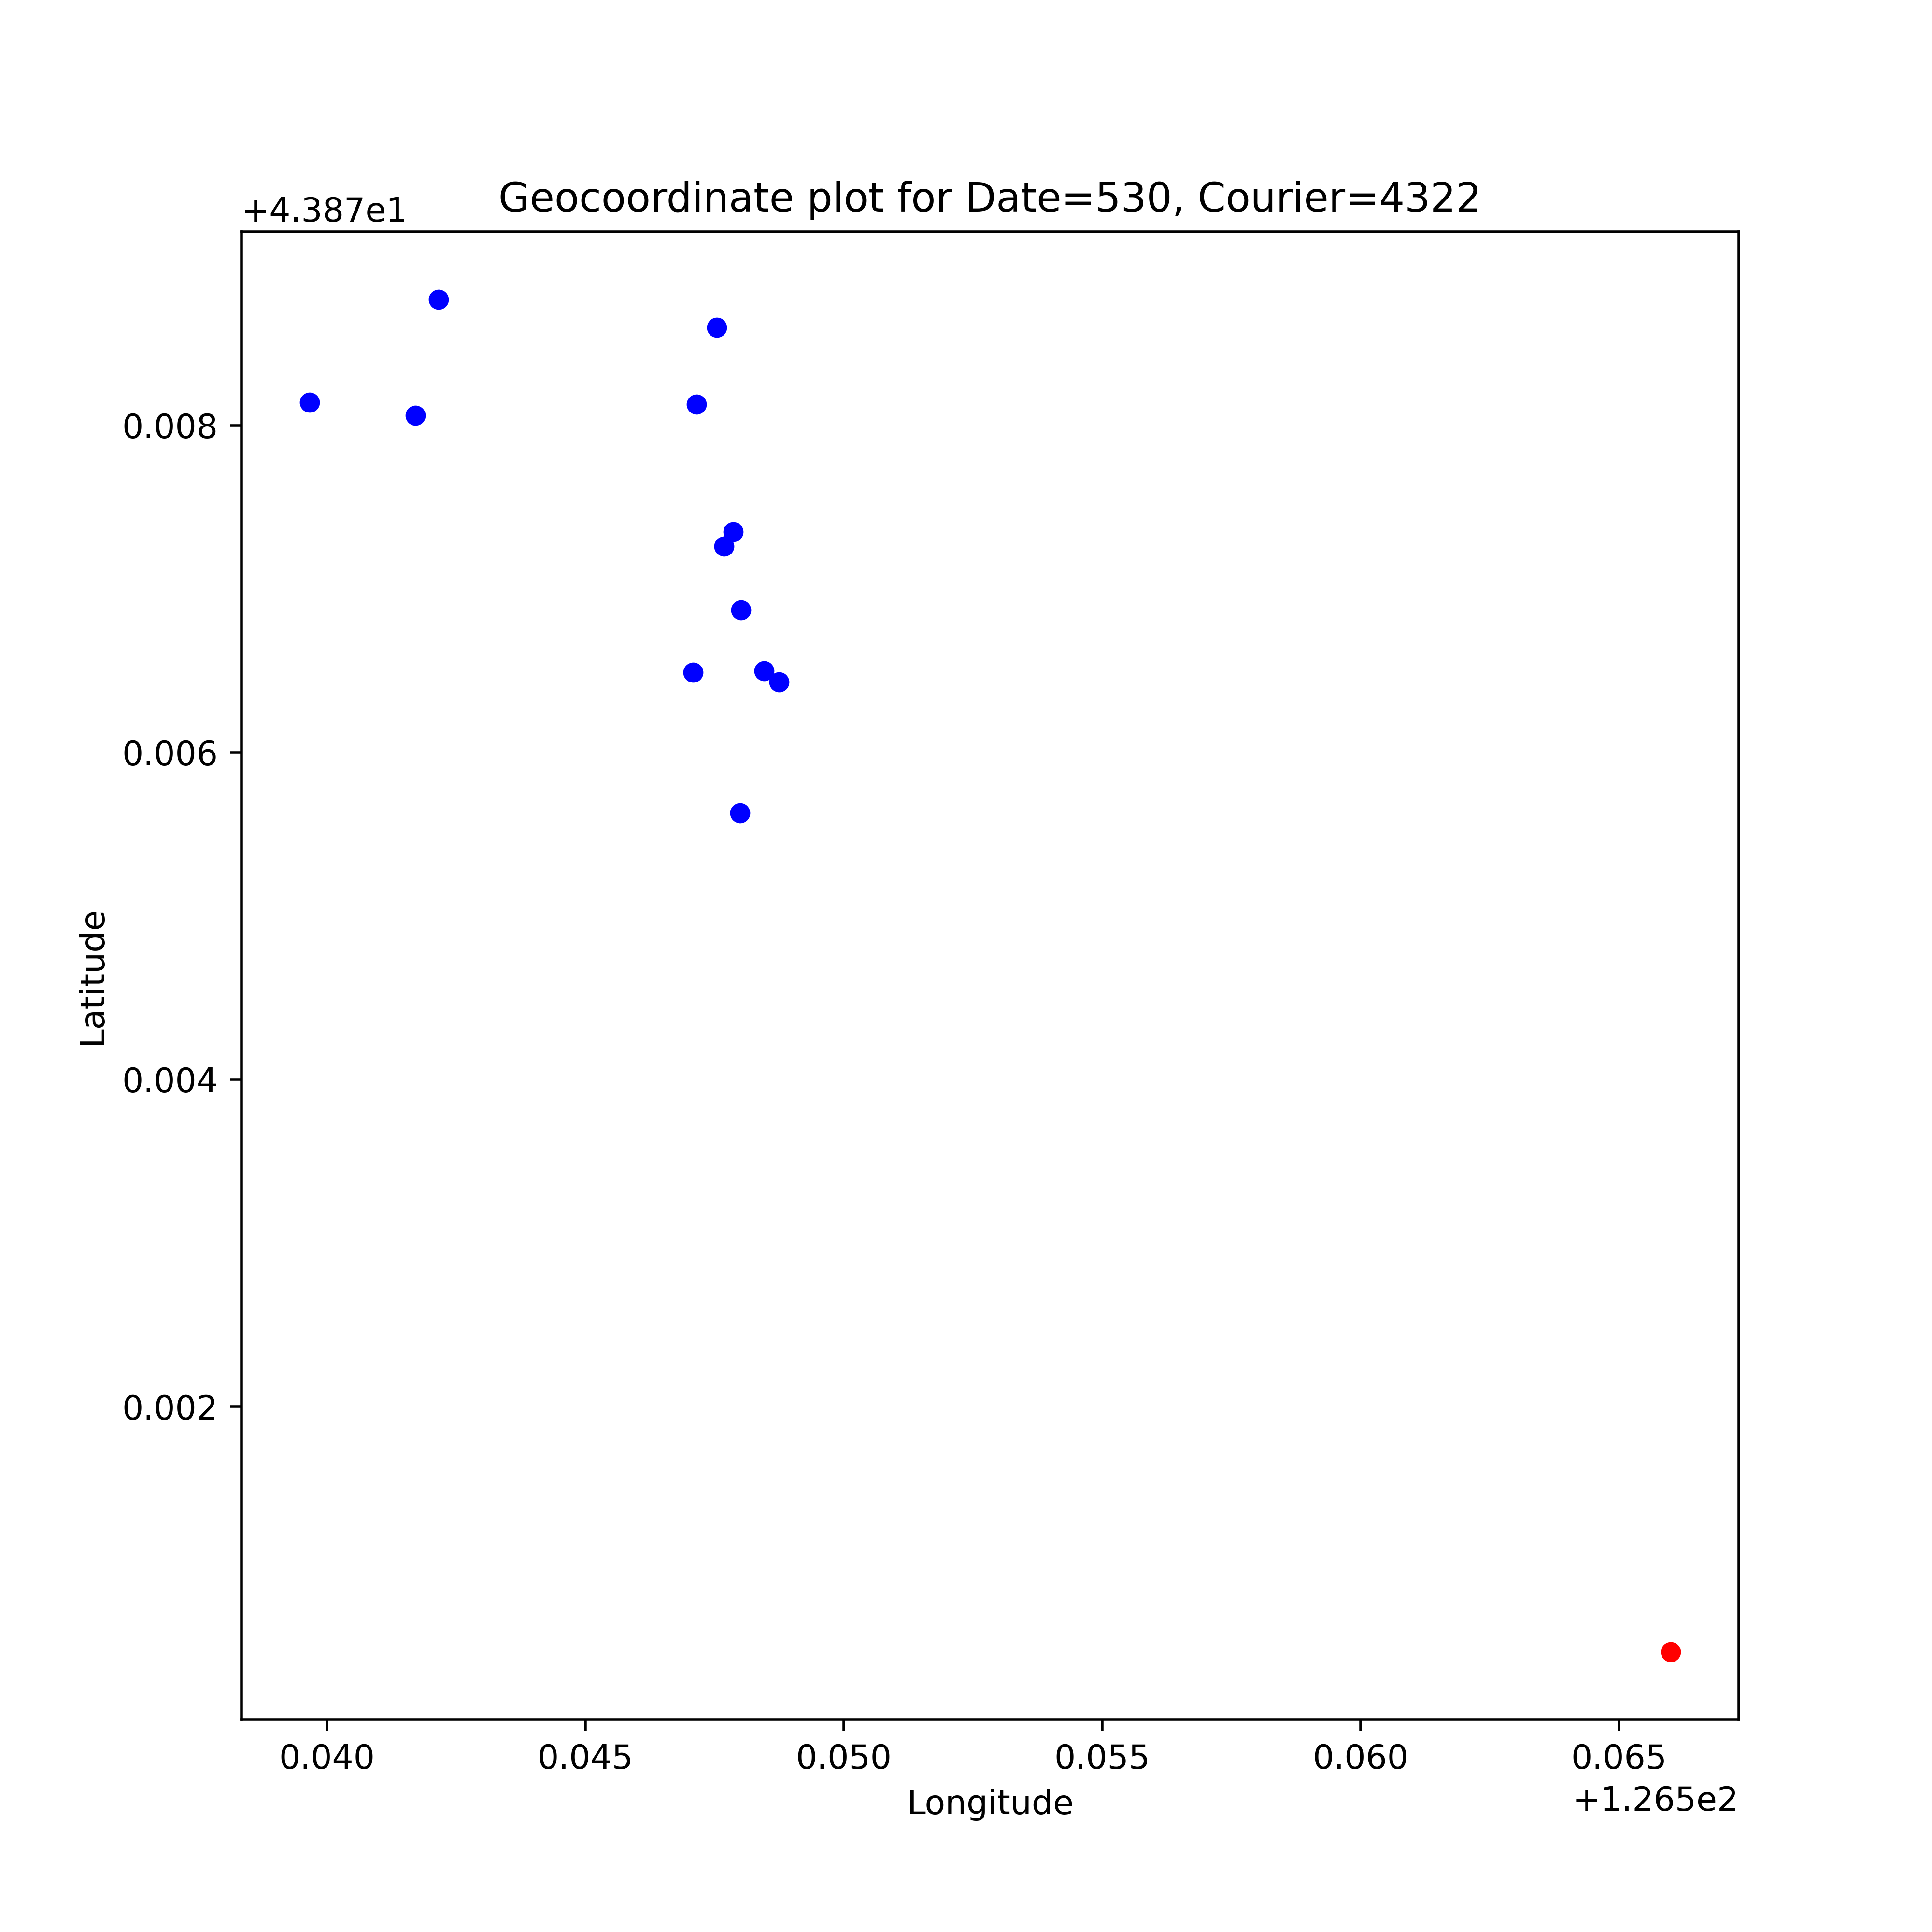 Geocoordinate plot for Date=530, Courier=4322
+4.387e1
0.008
0.006
0.004
0.002
Latitude
0.040 0.045 0.050 0.055 0.060 0.065
Longitude
+1.265e2